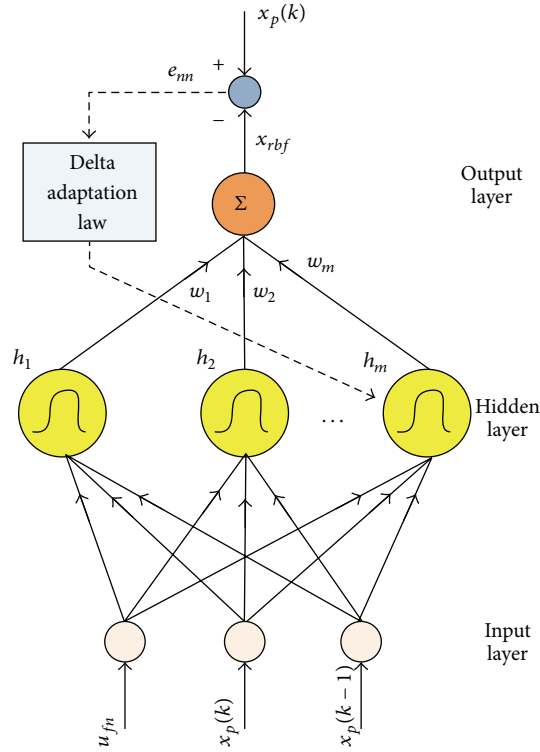 x_p(k)
e_nn
+
−
x_rbf
Delta
adaptation
law
Σ
Output
layer
w_1
w_2
w_m
h_1
h_2
h_m
...
Hidden
layer
Input
layer
u_fn
x_p(k)
x_p(k − 1)